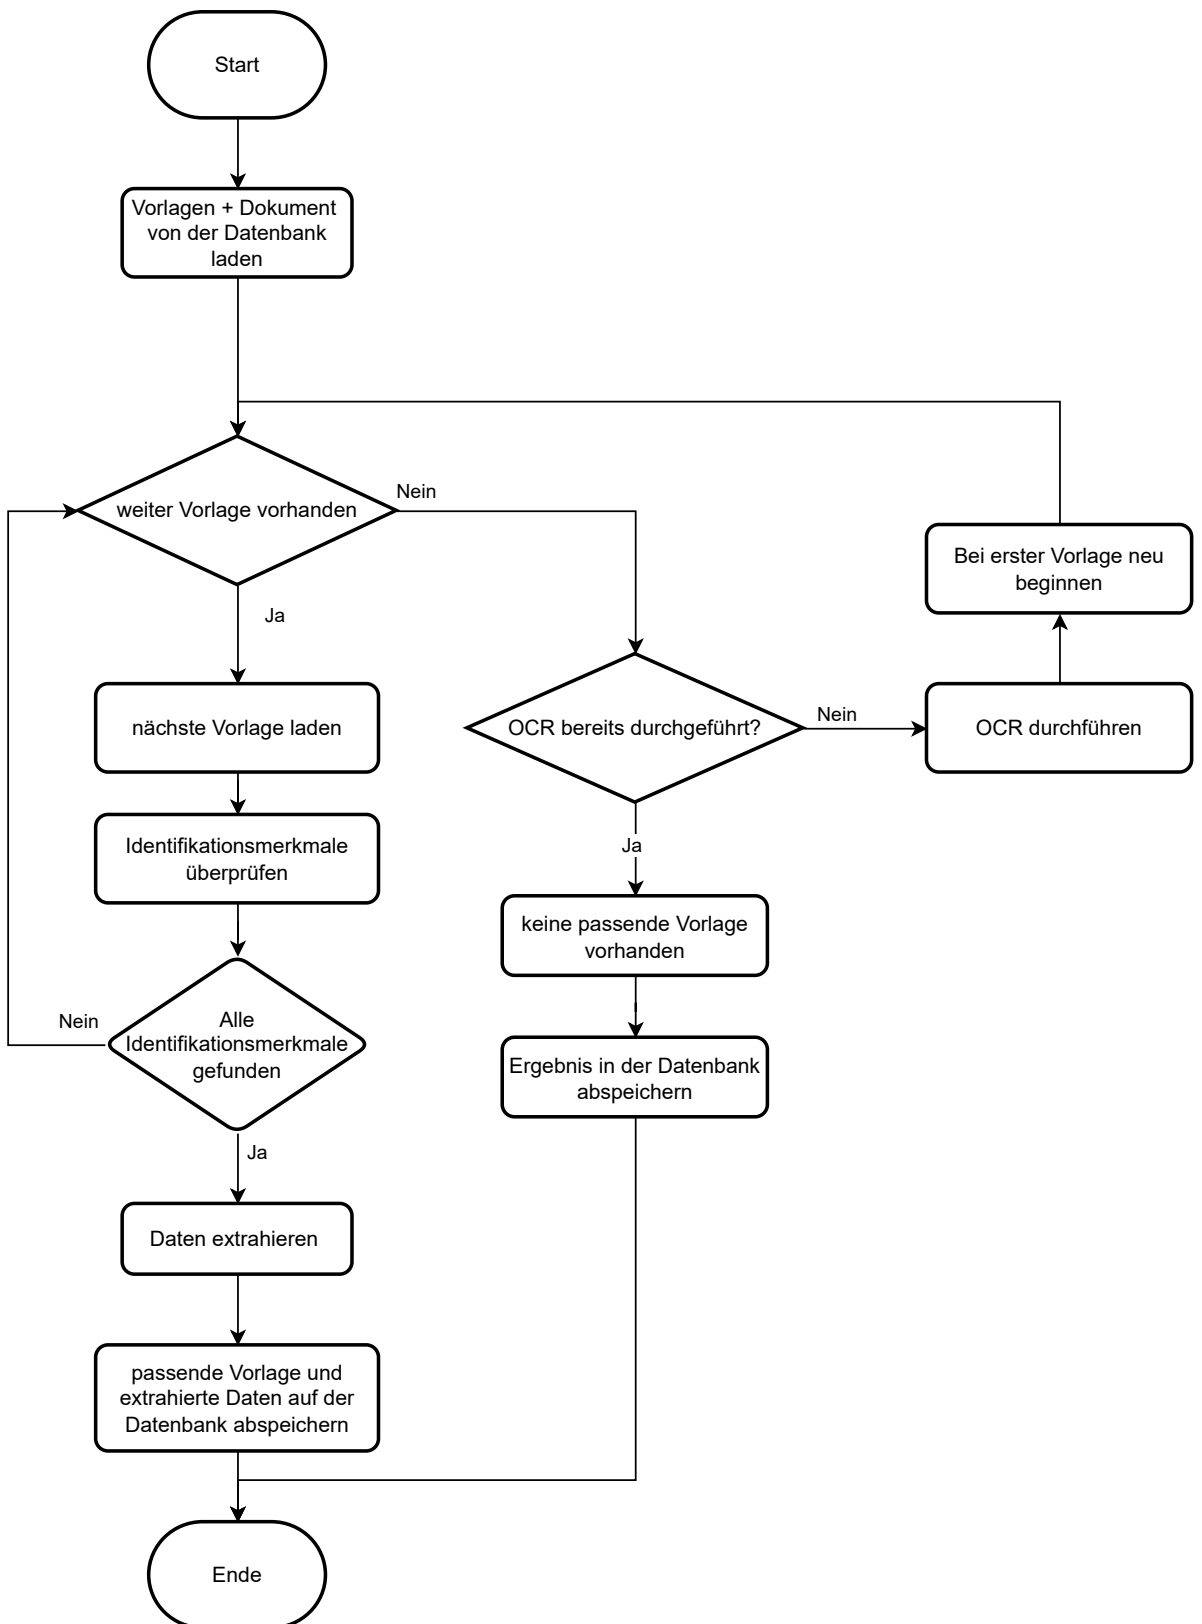 Start
Vorlagen + Dokument
von der Datenbank
laden
weiter Vorlage vorhanden
Nein
Ja
Bei erster Vorlage neu
beginnen
nächste Vorlage laden
OCR bereits durchgeführt?
Nein
OCR durchführen
Identifikationsmerkmale
überprüfen
Ja
keine passende Vorlage
vorhanden
Nein
Alle
Identifikationsmerkmale
gefunden
Ergebnis in der Datenbank
abspeichern
Ja
Daten extrahieren
passende Vorlage und
extrahierte Daten auf der
Datenbank abspeichern
Ende